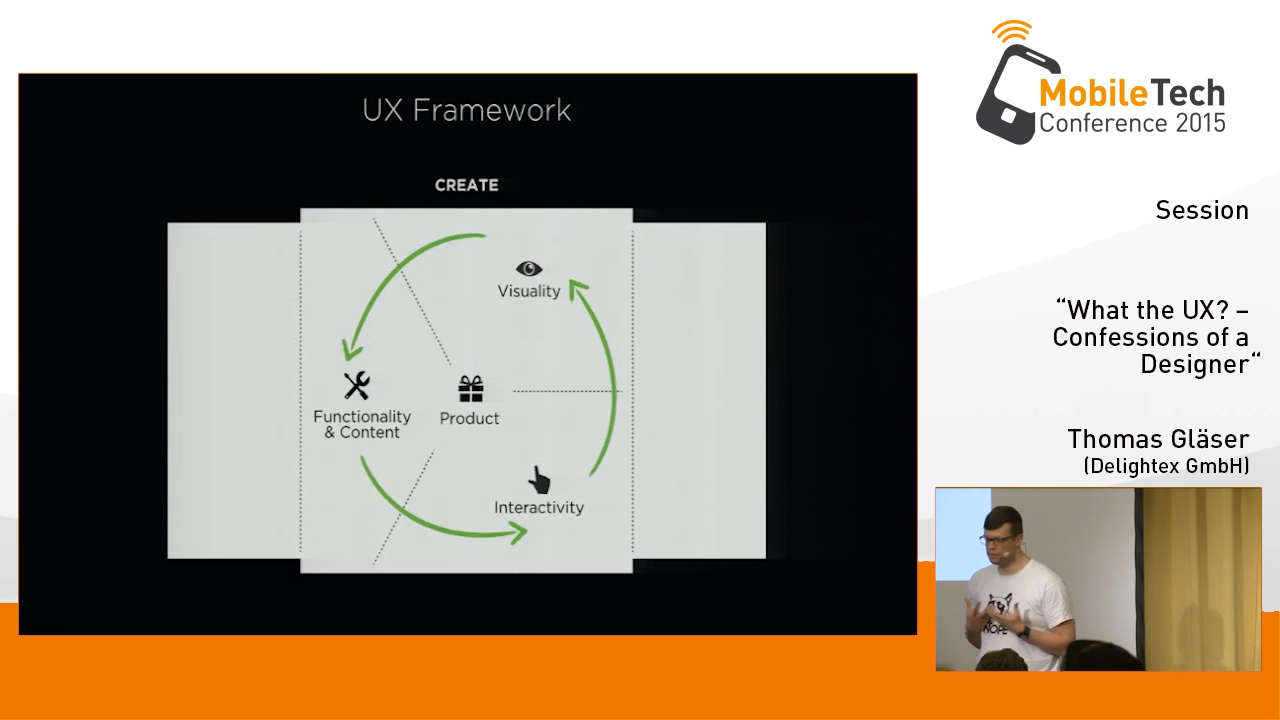 UX Framework
CREATE
Visuality
Functionality
& Content
Product
Interactivity
MobileTech
Conference 2015
Session
“What the UX? –
Confessions of a
Designer“
Thomas Gläser
(Delightex GmbH)
NOPE